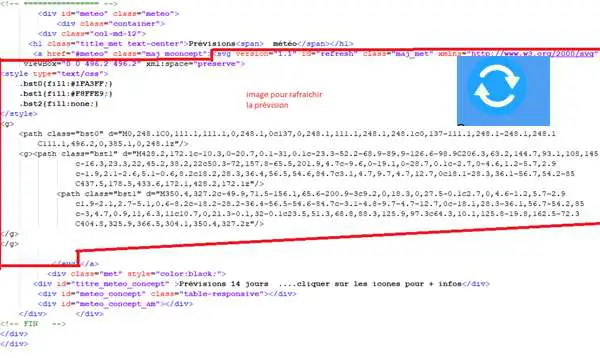 <!-- ================== -->
<div id="meteo" class="meteo">
<div class="container">
<div class="col-md-12">
<h1 class="title_met text-center">Prévisions<span>  météo</span></h1>
<a href="#meteo" class="maj mooncept"><svg version="1.1" id="refresh" class="maj_met" xmlns="http://www.w3.org/2000/svg"
viewBox="0 0 496.2 496.2" xml:space="preserve">
<style type="text/css">
.bst0{fill:#1FA3FF;}
.bst1{fill:#F8FFE9;}
.bst2{fill:none;}
</style>
image pour rafraichir
la prévision
<g>
<path class="bst0" d="M0,248.1C0,111.1,111.1,0,248.1,0c137,0,248.1,111.1,248.1,248.1c0,137-111.1,248.1-248.1,248.1
C111.1,496.2,0,385.1,0,248.1z"/>
<g><path class="bst1" d="M428.2,172.1c-10.3,0-20.7,0.1-31,0.1c-23.3-52.2-68.9-89.9-126.6-98.9C206.3,63.2,144.7,93.1,108,145
c-16.3,23.3,22,45.2,38.2,22c50.3-72,157.8-65.5,201.9,4.7c-9.6,0-19.1,0-28.7,0.1c-2.7,0-4.6,1.2-5.7,2.9
c-1.9,2.1-2.6,5.1-0.6,8.2c18.2,28.3,36.4,56.5,54.6,84.7c3.1,4.7,9.7,4.7,12.7,0c18.1-28.3,36.1-56.7,54.2-85
C437.5,178.5,433.6,172.1,428.2,172.1z"/>
<path class="bst1" d="M350.4,327.2c-49.9,71.5-156.1,65.6-200.9-3c9.2,0,18.3,0,27.5-0.1c2.7,0,4.6-1.2,5.7-2.9
c1.9-2.1,2.7-5.1,0.6-8.2c-18.2-28.2-36.4-56.5-54.6-84.7c-3.1-4.8-9.7-4.7-12.7,0c-18.1,28.3-36.1,56.7-54.2,85
c-3,4.7,0.9,11,6.3,11c10.7,0,21.3-0.1,32-0.1c23.5,51.3,68.8,88.3,125.9,97.3c64.3,10.1,125.8-19.8,162.5-72.3
C404.8,325.9,366.5,304.1,350.4,327.2z"/>
</g>
</g>
</svg></a>
<div class="met" style="color:black;">
<div id="titre_meteo_concept" >Prévisions 14 jours  ....cliquer sur les icones pour + infos</div>
<div id="meteo_concept" class="table-responsive"></div>
<div id="meteo_concept_am"></div>
</div>     </div>
<!-- FIN   -->
</div>
</div>